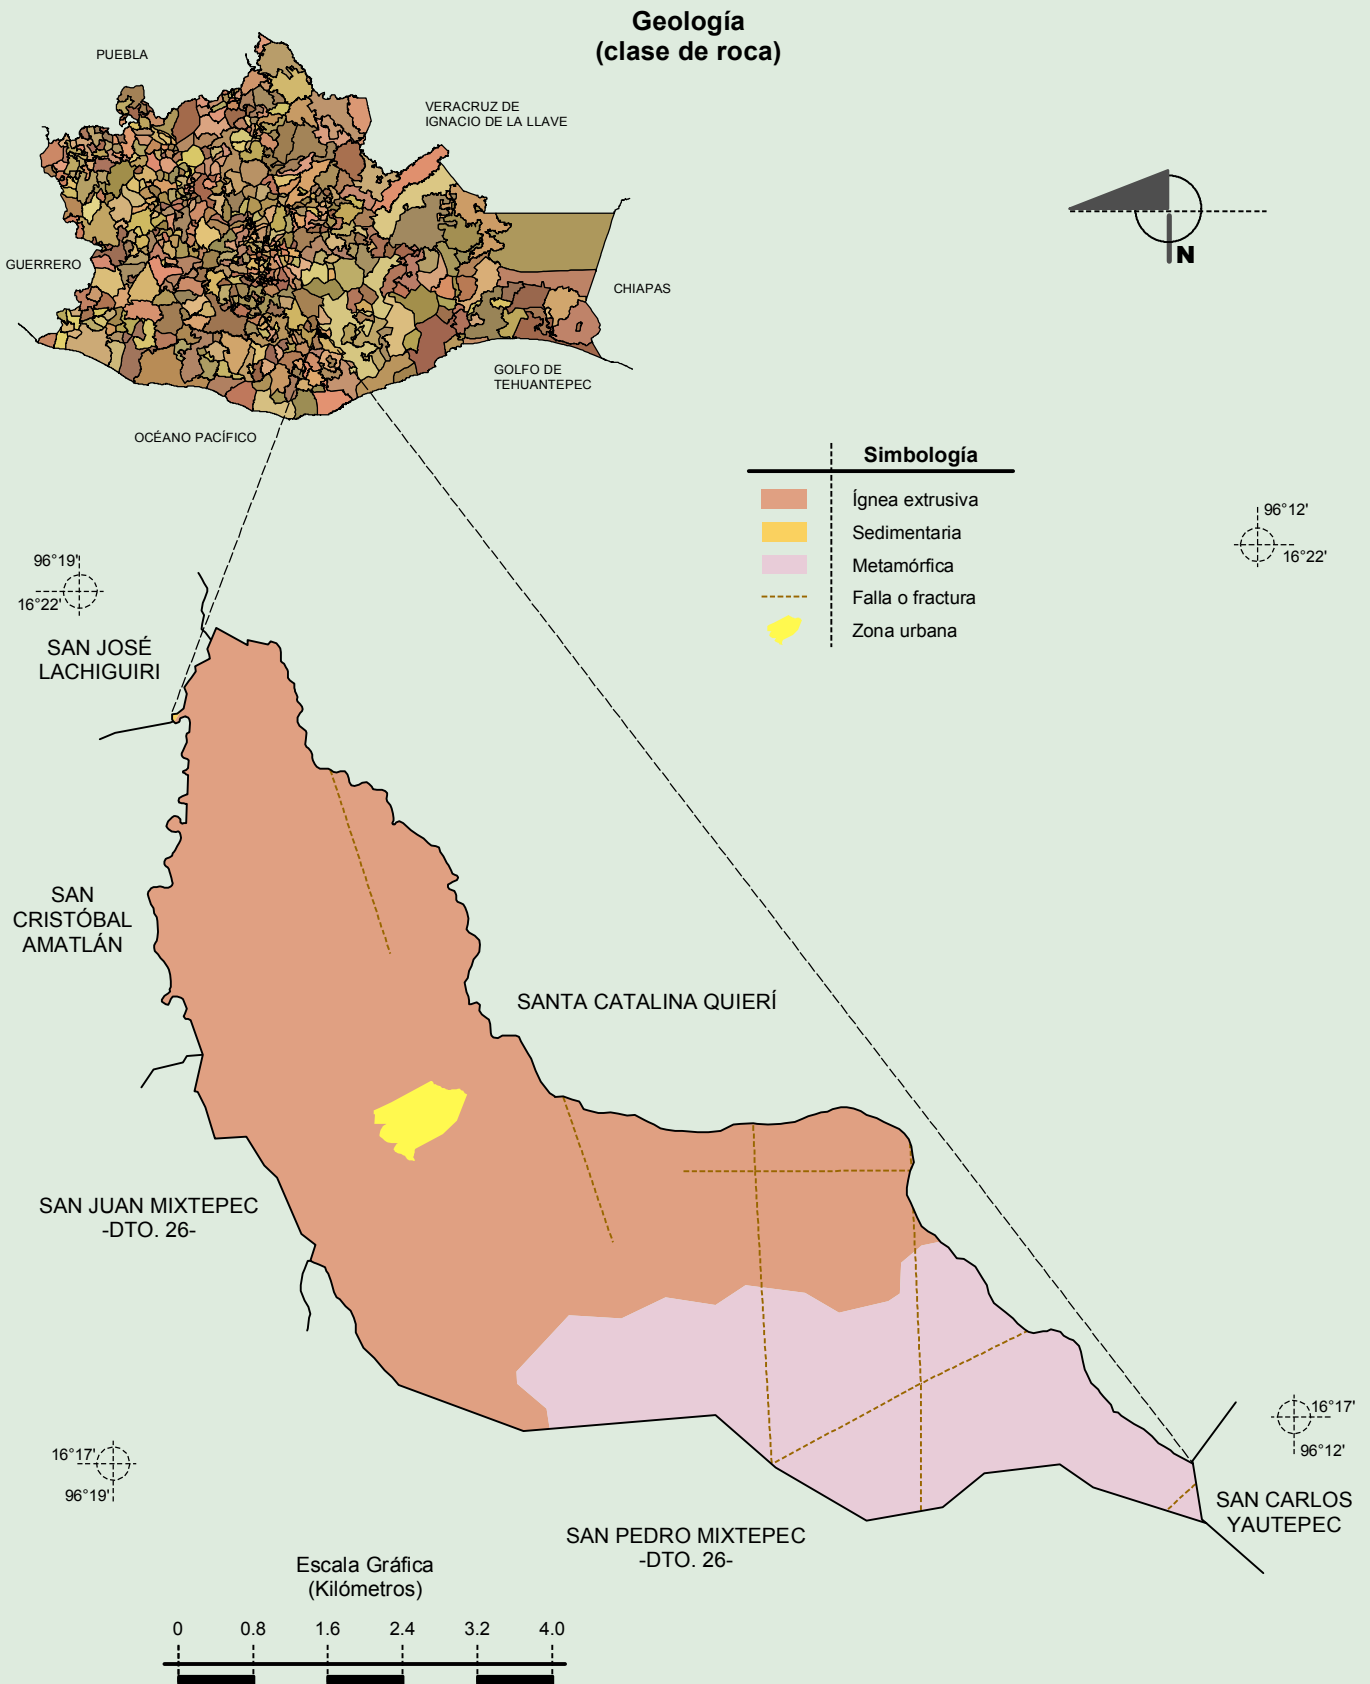 Geología
(clase de roca)
PUEBLA
VERACRUZ DE
IGNACIO DE LA LLAVE
GUERRERO
CHIAPAS
GOLFO DE
TEHUANTEPEC
OCÉANO PACÍFICO
N
Simbología
Ígnea extrusiva
Sedimentaria
Metamórfica
Falla o fractura
Zona urbana
96°19'
16°22'
96°12'
16°22'
SAN JOSÉ
LACHIGUIRI
SAN
CRISTÓBAL
AMATLÁN
SANTA CATALINA QUIERÍ
SAN JUAN MIXTEPEC
-DTO. 26-
16°17'
96°19'
16°17'
96°12'
SAN CARLOS
YAUTEPEC
SAN PEDRO MIXTEPEC
-DTO. 26-
Escala Gráfica
(Kilómetros)
0 0.8 1.6 2.4 3.2 4.0